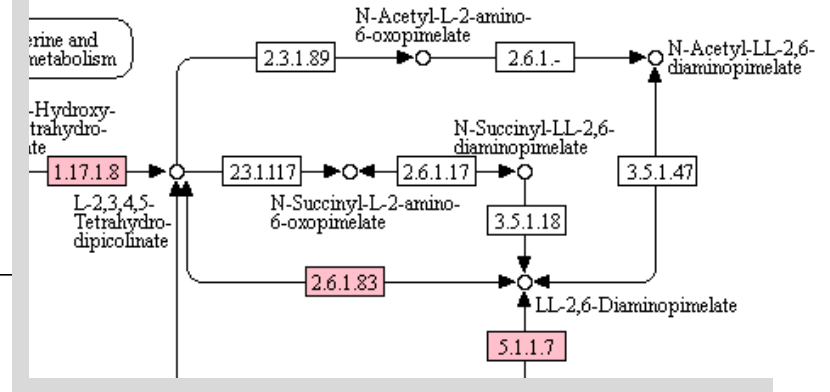 N-Acetyl-L-2-amino-
6-oxopimelate
erine and
metabolism
2.3.1.89
2.6.1.-
N-Acetyl-LL-2,6-
diaminopimelate
-Hydroxy-
trahydro-
ate
N-Succinyl-LL-2,6-
diaminopimelate
1.17.1.8
2.3.1.117
2.6.1.17
3.5.1.47
L-2,3,4,5-
Tetrahydro-
dipicolinate
N-Succinyl-L-2-amino-
6-oxopimelate
3.5.1.18
2.6.1.83
LL-2,6-Diaminopimelate
5.1.1.7